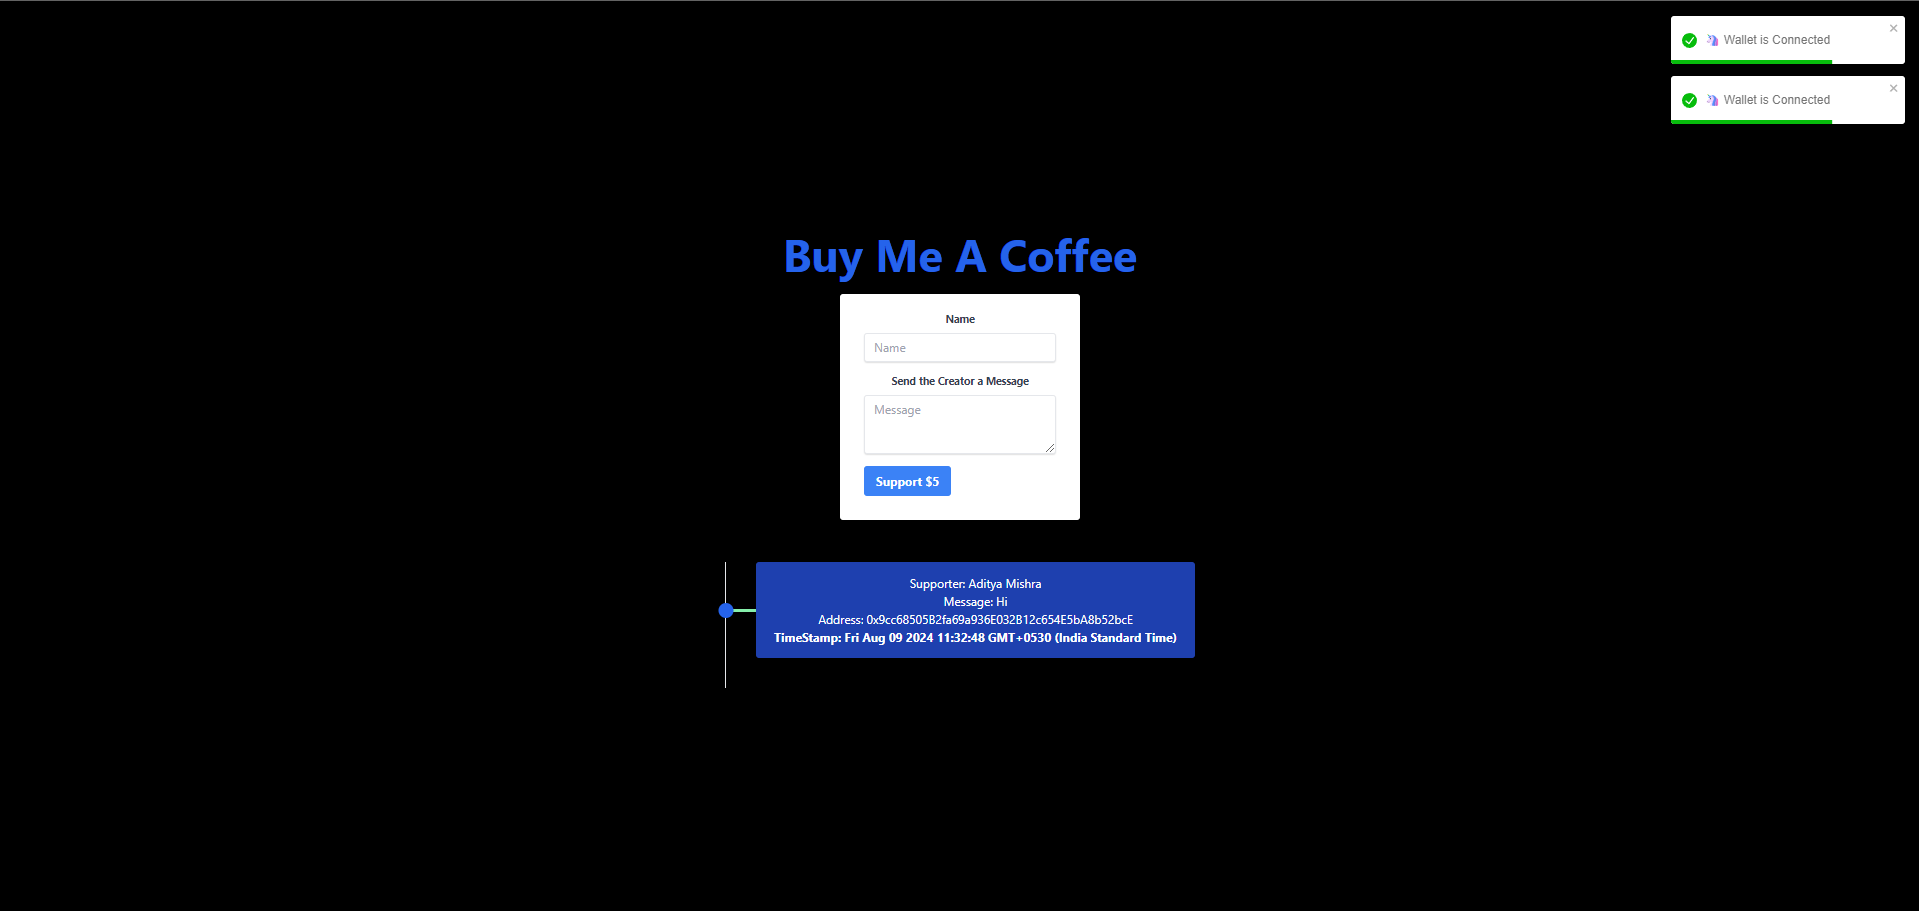 🦄 Wallet is Connected
🦄 Wallet is Connected
Buy Me A Coffee
Name
Name
Send the Creator a Message
Message
Support $5
Supporter: Aditya Mishra
Message: Hi
Address: 0x9cc68505B2fa69a936E032B12c654E5bA8b52bcE
TimeStamp: Fri Aug 09 2024 11:32:48 GMT+0530 (India Standard Time)